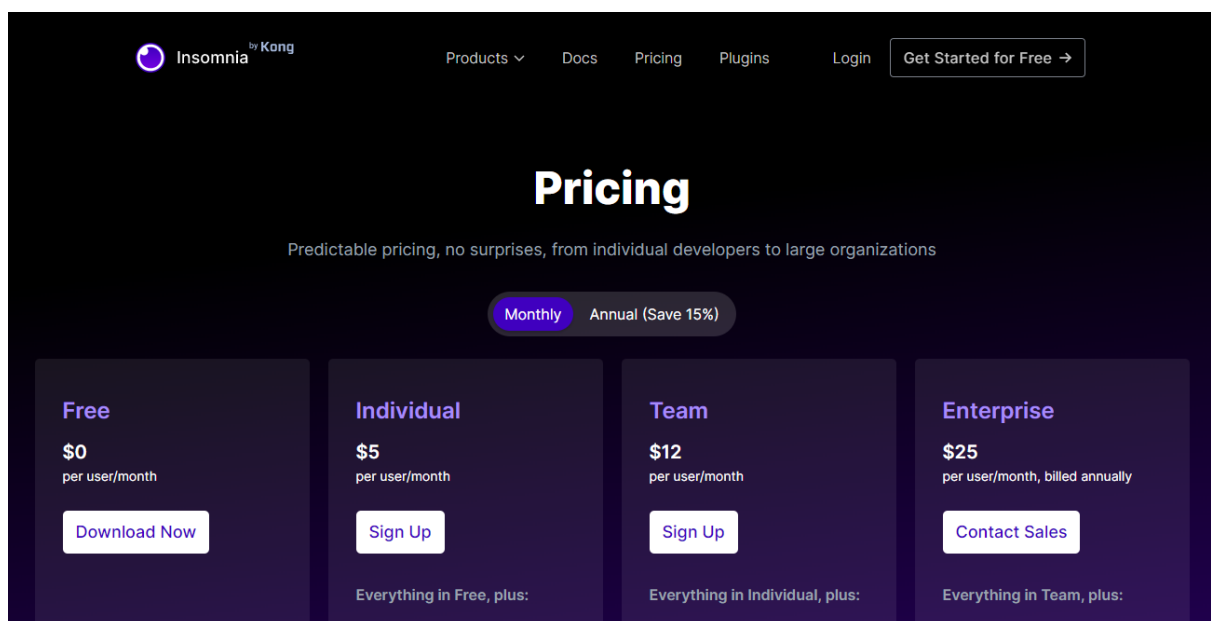 Insomnia by Kong
Products
Docs
Pricing
Plugins
Login
Get Started for Free →
Pricing
Predictable pricing, no surprises, from individual developers to large organizations
Monthly
Annual (Save 15%)
Free
$0
per user/month
Download Now
Individual
$5
per user/month
Sign Up
Everything in Free, plus:
Team
$12
per user/month
Sign Up
Everything in Individual, plus:
Enterprise
$25
per user/month, billed annually
Contact Sales
Everything in Team, plus: